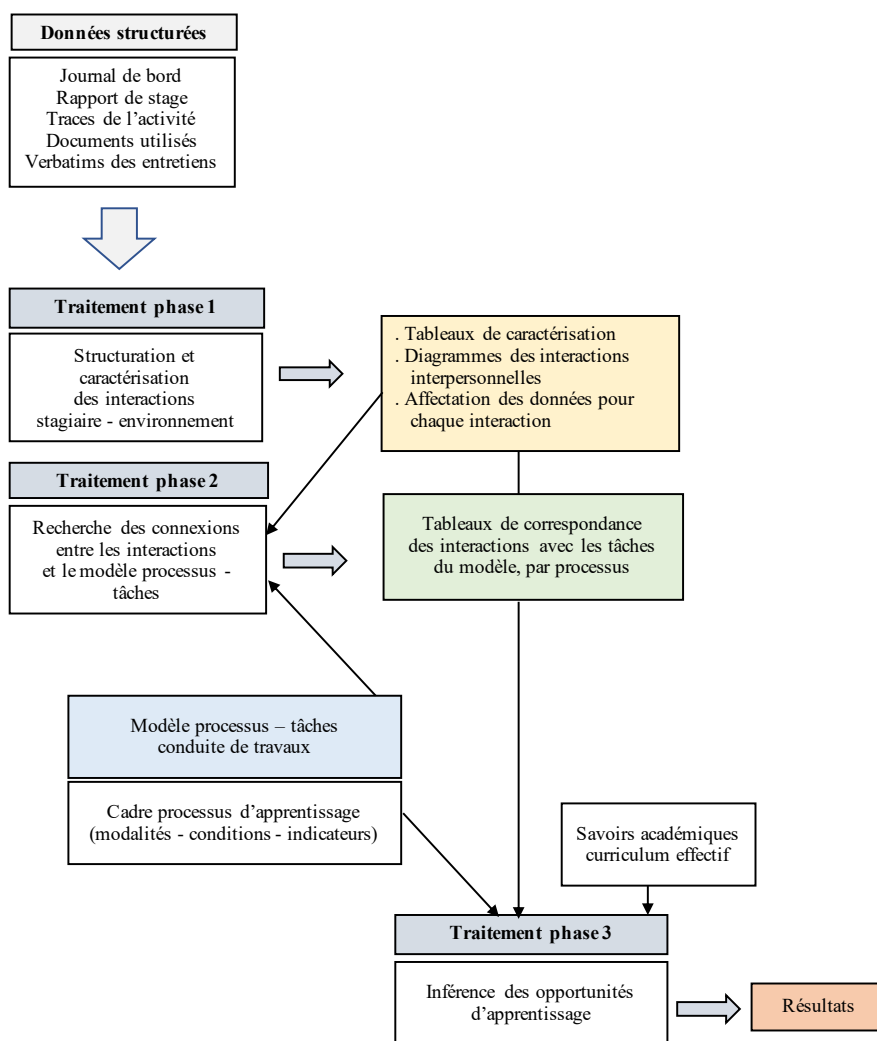 Données structurées
Journal de bord
Rapport de stage
Traces de l'activité
Documents utilisés
Verbatims des entretiens
Traitement phase 1
Structuration et
caractérisation
des interactions
stagiaire - environnement
. Tableaux de caractérisation
. Diagrammes des interactions
interpersonnelles
. Affectation des données pour
chaque interaction
Traitement phase 2
Recherche des connexions
entre les interactions
et le modèle processus -
tâches
Tableaux de correspondance
des interactions avec les tâches
du modèle, par processus
Modèle processus – tâches
conduite de travaux
Cadre processus d'apprentissage
(modalités - conditions - indicateurs)
Savoirs académiques
curriculum effectif
Traitement phase 3
Inférence des opportunités
d'apprentissage
Résultats